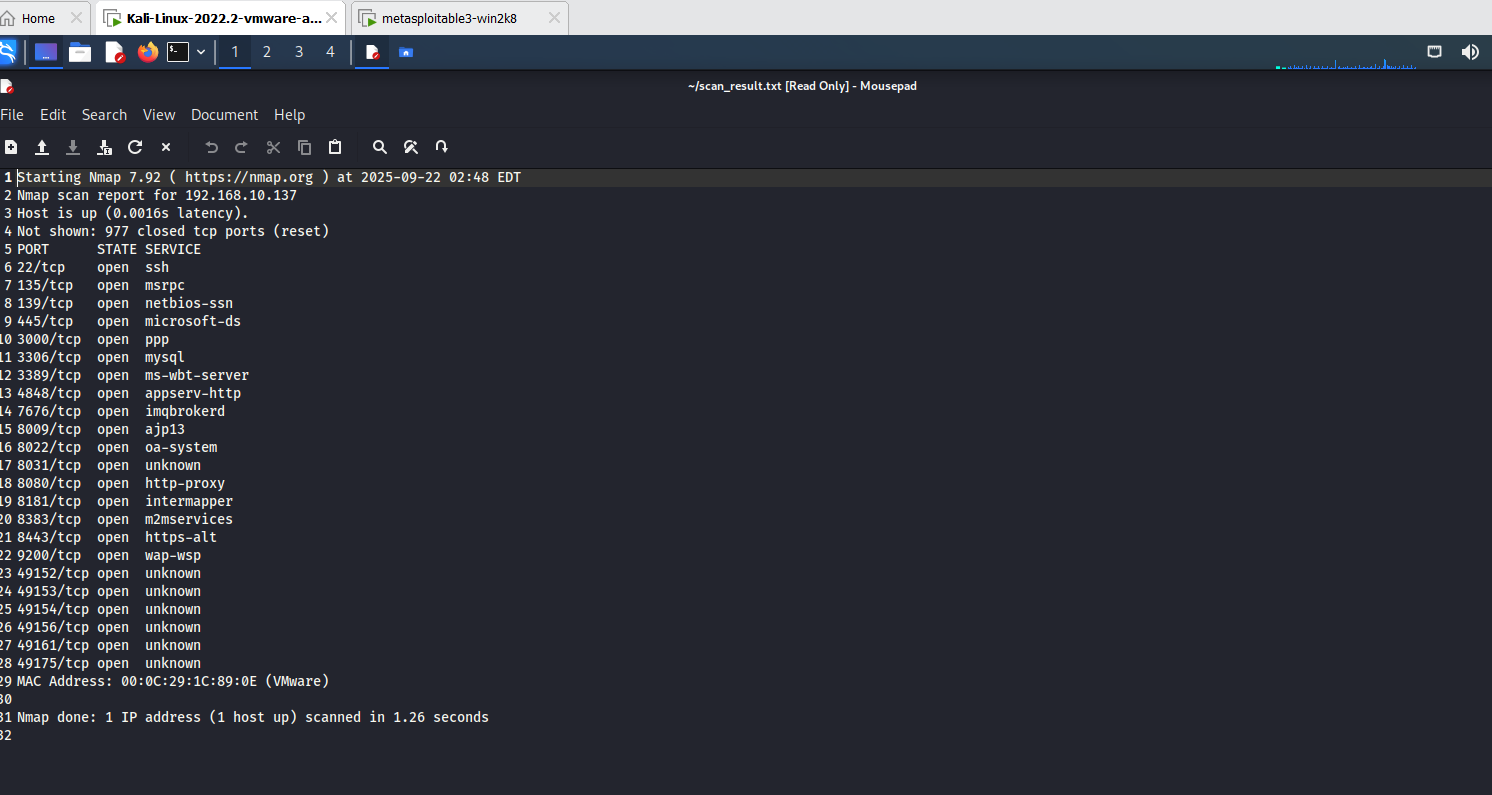 Home
Kali-Linux-2022.2-vmware-a...
metasploitable3-win2k8
1 2 3 4
~/scan_result.txt [Read Only] - Mousepad
File Edit Search View Document Help
1 Starting Nmap 7.92 ( https://nmap.org ) at 2025-09-22 02:48 EDT
2 Nmap scan report for 192.168.10.137
3 Host is up (0.0016s latency).
4 Not shown: 977 closed tcp ports (reset)
5 PORT STATE SERVICE
6 22/tcp open ssh
7 135/tcp open msrpc
8 139/tcp open netbios-ssn
9 445/tcp open microsoft-ds
10 3000/tcp open ppp
11 3306/tcp open mysql
12 3389/tcp open ms-wbt-server
13 4848/tcp open appserv-http
14 7676/tcp open imqbrokerd
15 8009/tcp open ajp13
16 8022/tcp open oa-system
17 8031/tcp open unknown
18 8080/tcp open http-proxy
19 8181/tcp open intermapper
20 8383/tcp open m2mservices
21 8443/tcp open https-alt
22 9200/tcp open wap-wsp
23 49152/tcp open unknown
24 49153/tcp open unknown
25 49154/tcp open unknown
26 49156/tcp open unknown
27 49161/tcp open unknown
28 49175/tcp open unknown
29 MAC Address: 00:0C:29:1C:89:0E (VMware)
30
31 Nmap done: 1 IP address (1 host up) scanned in 1.26 seconds
32